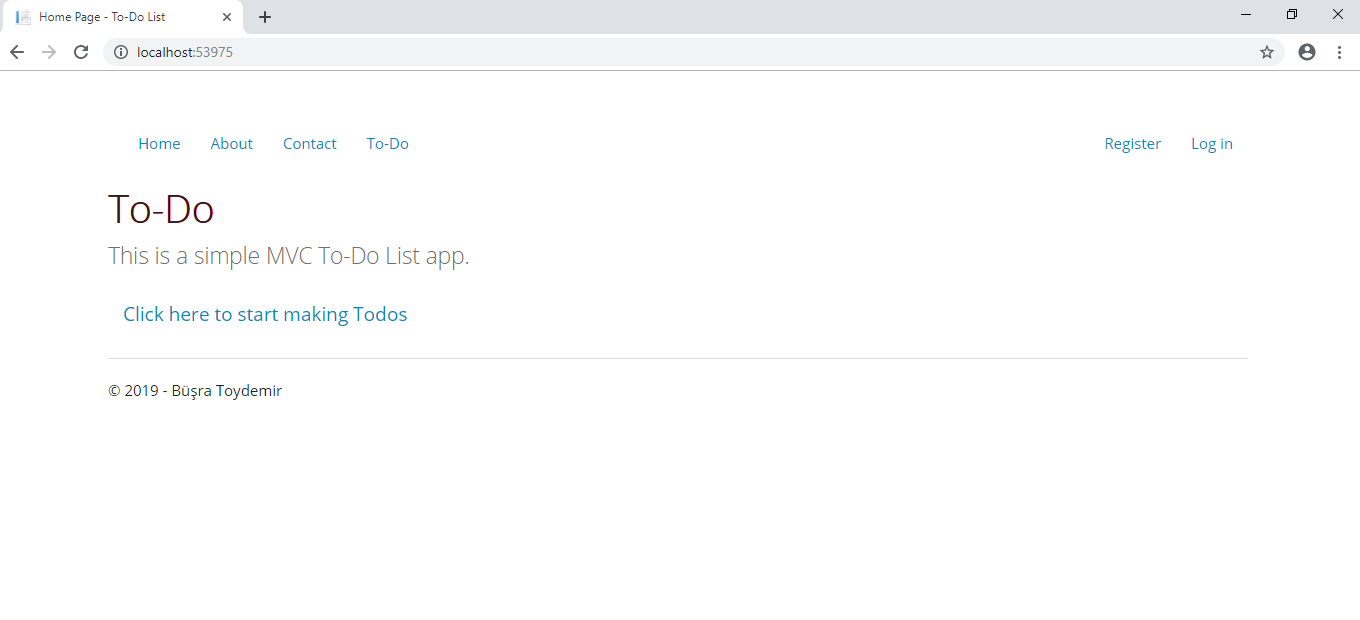 Home Page - To-Do List
localhost:53975
Home About Contact To-Do Register Log in
To-Do
This is a simple MVC To-Do List app.
Click here to start making Todos
© 2019 - Büşra Toydemir